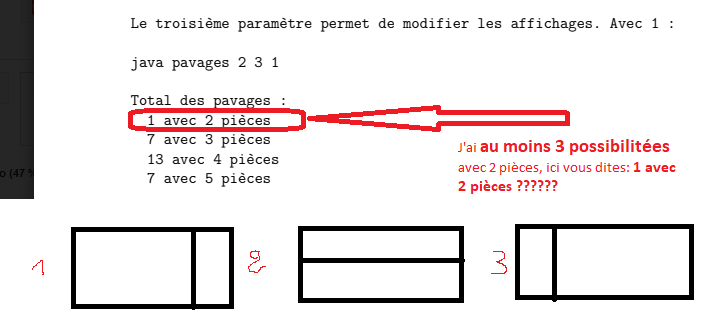 Le troisième paramètre permet de modifier les affichages. Avec 1 :
java pavages 2 3 1
Total des pavages :
1 avec 2 pièces
7 avec 3 pièces
13 avec 4 pièces
7 avec 5 pièces
J'ai au moins 3 possibilitées
avec 2 pièces, ici vous dites: 1 avec
2 pièces ??????
o (47
1 2 3